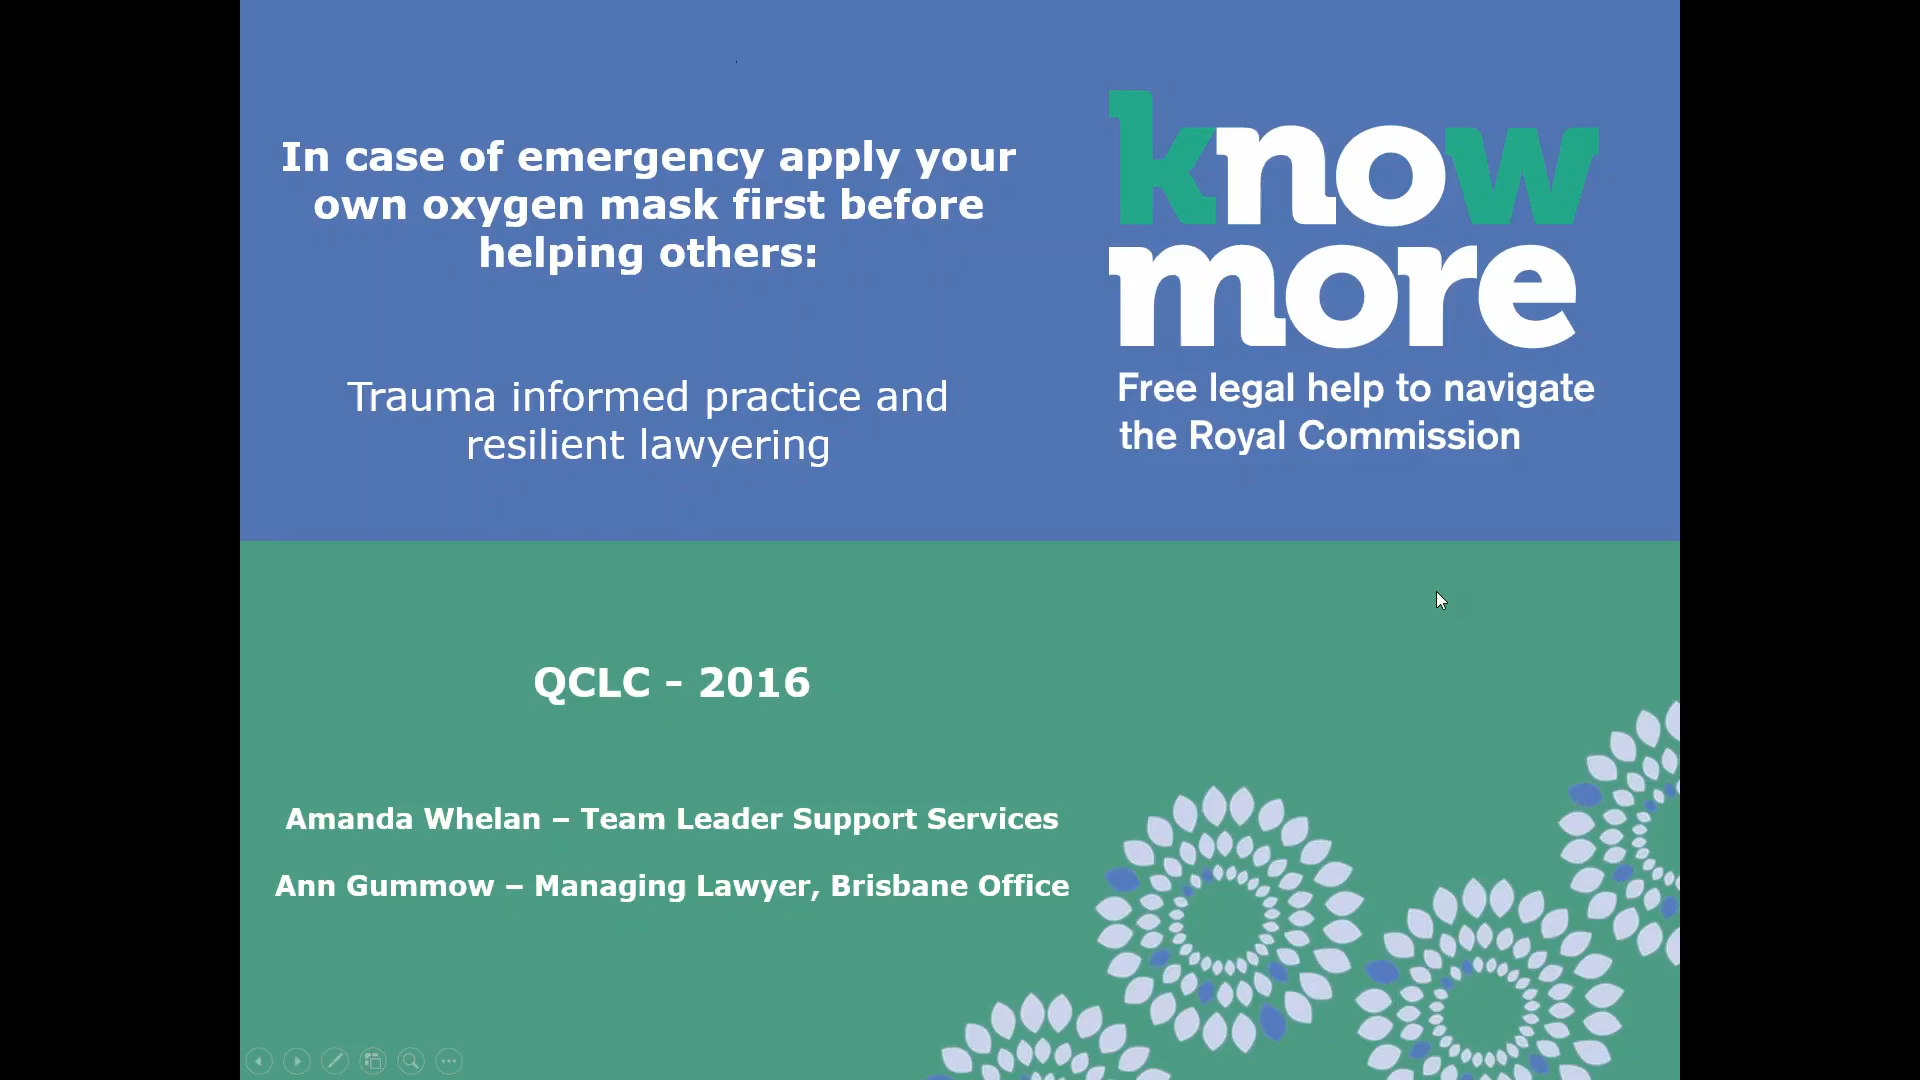 In case of emergency apply your
own oxygen mask first before
helping others:
Trauma informed practice and
resilient lawyering
know
more
Free legal help to navigate
the Royal Commission
QCLC - 2016
Amanda Whelan – Team Leader Support Services
Ann Gummow – Managing Lawyer, Brisbane Office